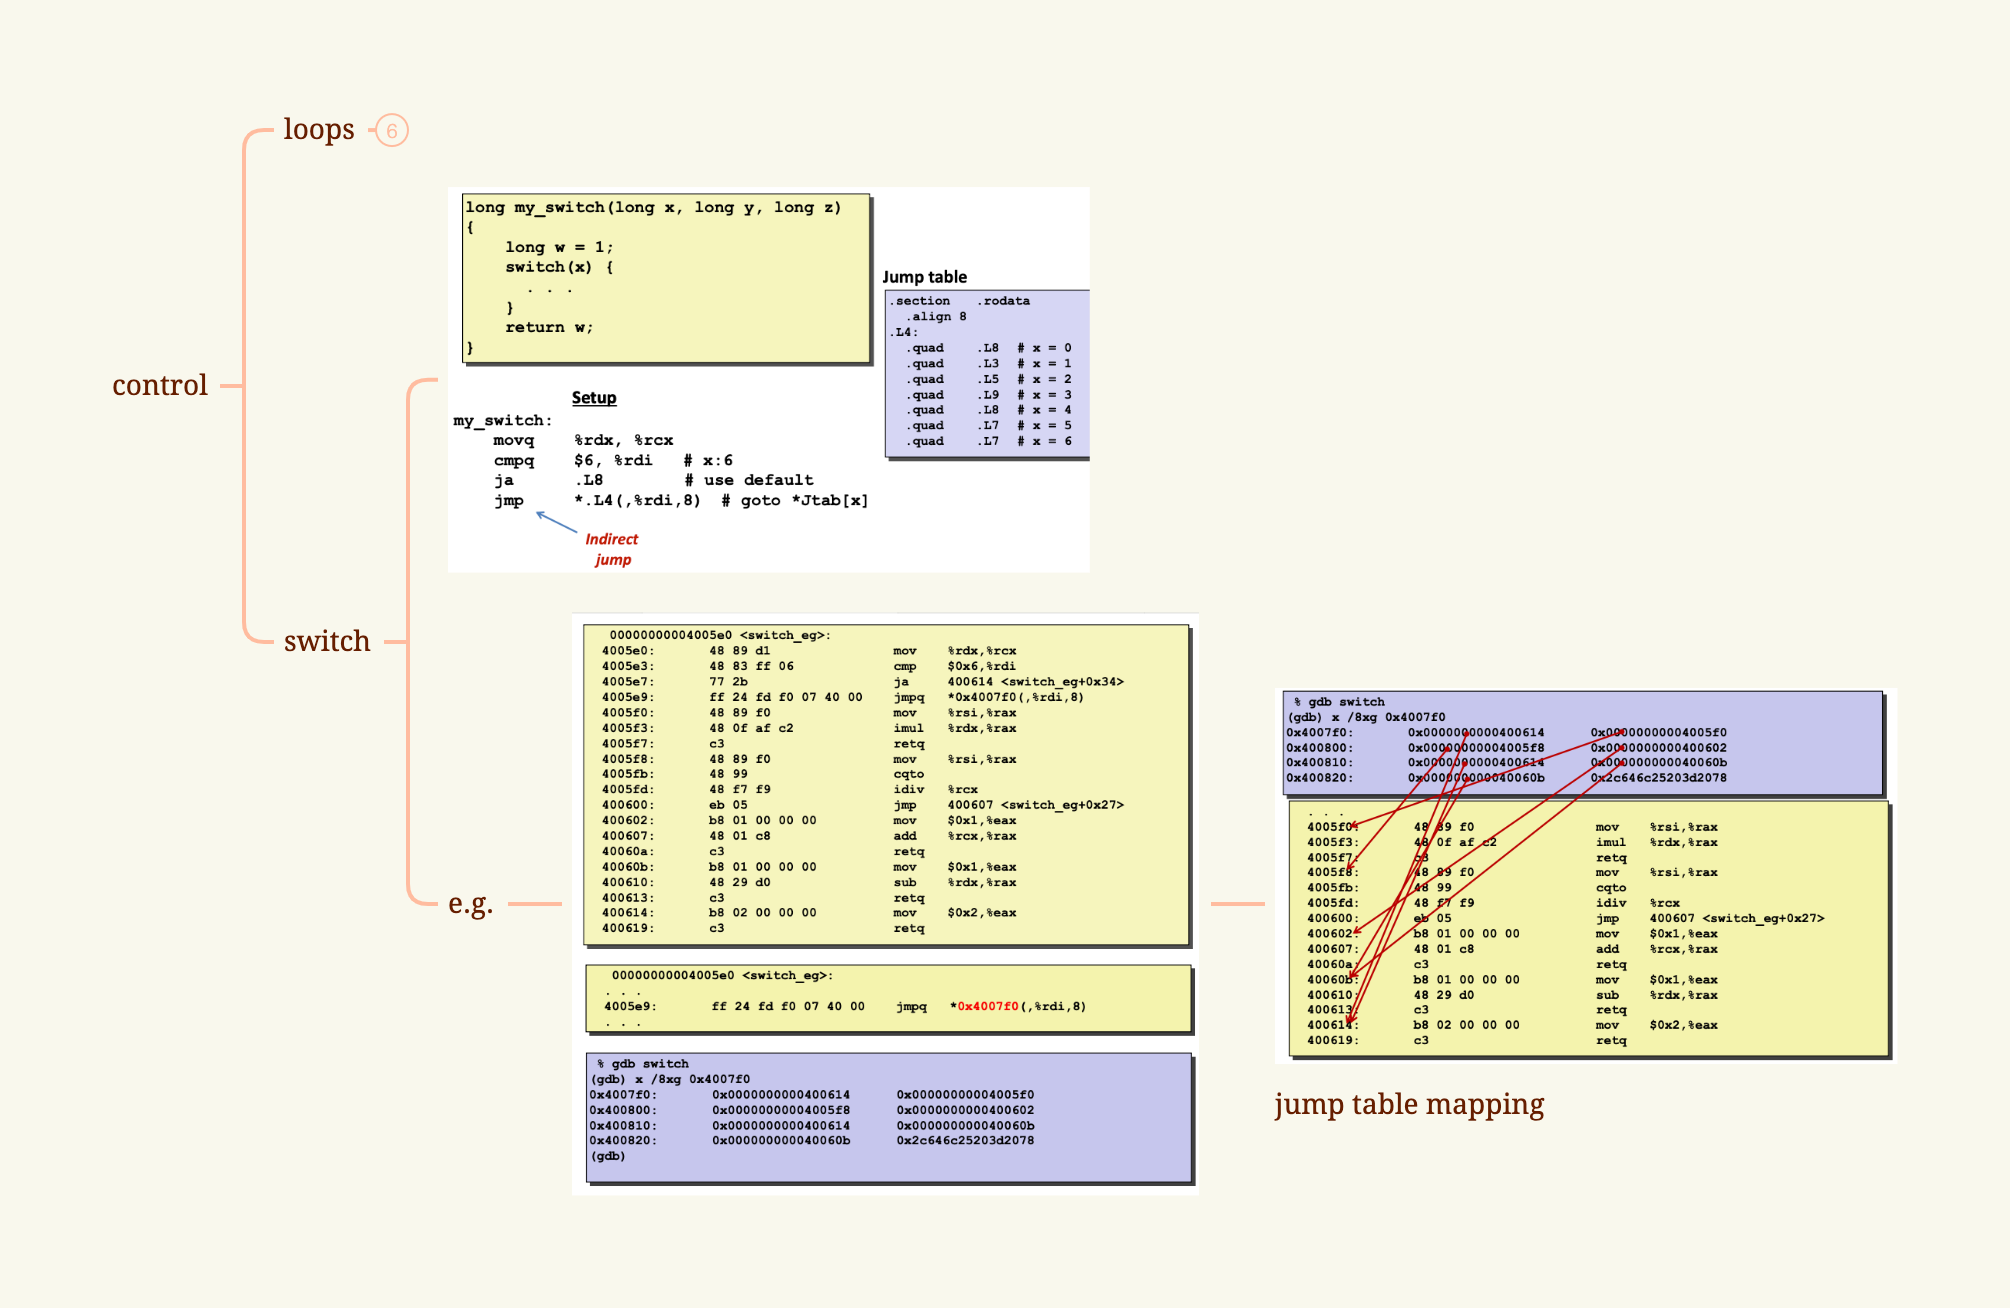 control
loops
6
switch
long my_switch(long x, long y, long z)
{
    long w = 1;
    switch(x) {
      . . .
    }
    return w;
}
Jump table
.section   .rodata
  .align 8
.L4:
  .quad    .L8  # x = 0
  .quad    .L3  # x = 1
  .quad    .L5  # x = 2
  .quad    .L9  # x = 3
  .quad    .L8  # x = 4
  .quad    .L7  # x = 5
  .quad    .L7  # x = 6
Setup
my_switch:
    movq    %rdx, %rcx
    cmpq    $6, %rdi   # x:6
    ja      .L8        # use default
    jmp     *.L4(,%rdi,8)  # goto *Jtab[x]
Indirect
jump
e.g.
00000000004005e0 <switch_eg>:
4005e0:       48 89 d1                mov    %rdx,%rcx
4005e3:       48 83 ff 06             cmp    $0x6,%rdi
4005e7:       77 2b                   ja     400614 <switch_eg+0x34>
4005e9:       ff 24 fd f0 07 40 00    jmpq   *0x4007f0(,%rdi,8)
4005f0:       48 89 f0                mov    %rsi,%rax
4005f3:       48 0f af c2             imul   %rdx,%rax
4005f7:       c3                      retq
4005f8:       48 89 f0                mov    %rsi,%rax
4005fb:       48 99                   cqto
4005fd:       48 f7 f9                idiv   %rcx
400600:       eb 05                   jmp    400607 <switch_eg+0x27>
400602:       b8 01 00 00 00          mov    $0x1,%eax
400607:       48 01 c8                add    %rcx,%rax
40060a:       c3                      retq
40060b:       b8 01 00 00 00          mov    $0x1,%eax
400610:       48 29 d0                sub    %rdx,%rax
400613:       c3                      retq
400614:       b8 02 00 00 00          mov    $0x2,%eax
400619:       c3                      retq
00000000004005e0 <switch_eg>:
. . .
4005e9:       ff 24 fd f0 07 40 00    jmpq   *0x4007f0(,%rdi,8)
. . .
% gdb switch
(gdb) x /8xg 0x4007f0
0x4007f0:       0x0000000000400614      0x00000000004005f0
0x400800:       0x00000000004005f8      0x0000000000400602
0x400810:       0x0000000000400614      0x000000000040060b
0x400820:       0x000000000040060b      0x2c646c25203d2078
(gdb)
% gdb switch
(gdb) x /8xg 0x4007f0
0x4007f0:       0x0000000000400614      0x00000000004005f0
0x400800:       0x00000000004005f8      0x0000000000400602
0x400810:       0x0000000000400614      0x000000000040060b
0x400820:       0x000000000040060b      0x2c646c25203d2078
. . .
4005f0:       48 89 f0                mov    %rsi,%rax
4005f3:       48 0f af c2             imul   %rdx,%rax
4005f7:       c3                      retq
4005f8:       48 89 f0                mov    %rsi,%rax
4005fb:       48 99                   cqto
4005fd:       48 f7 f9                idiv   %rcx
400600:       eb 05                   jmp    400607 <switch_eg+0x27>
400602:       b8 01 00 00 00          mov    $0x1,%eax
400607:       48 01 c8                add    %rcx,%rax
40060a:       c3                      retq
40060b:       b8 01 00 00 00          mov    $0x1,%eax
400610:       48 29 d0                sub    %rdx,%rax
400613:       c3                      retq
400614:       b8 02 00 00 00          mov    $0x2,%eax
400619:       c3                      retq
jump table mapping